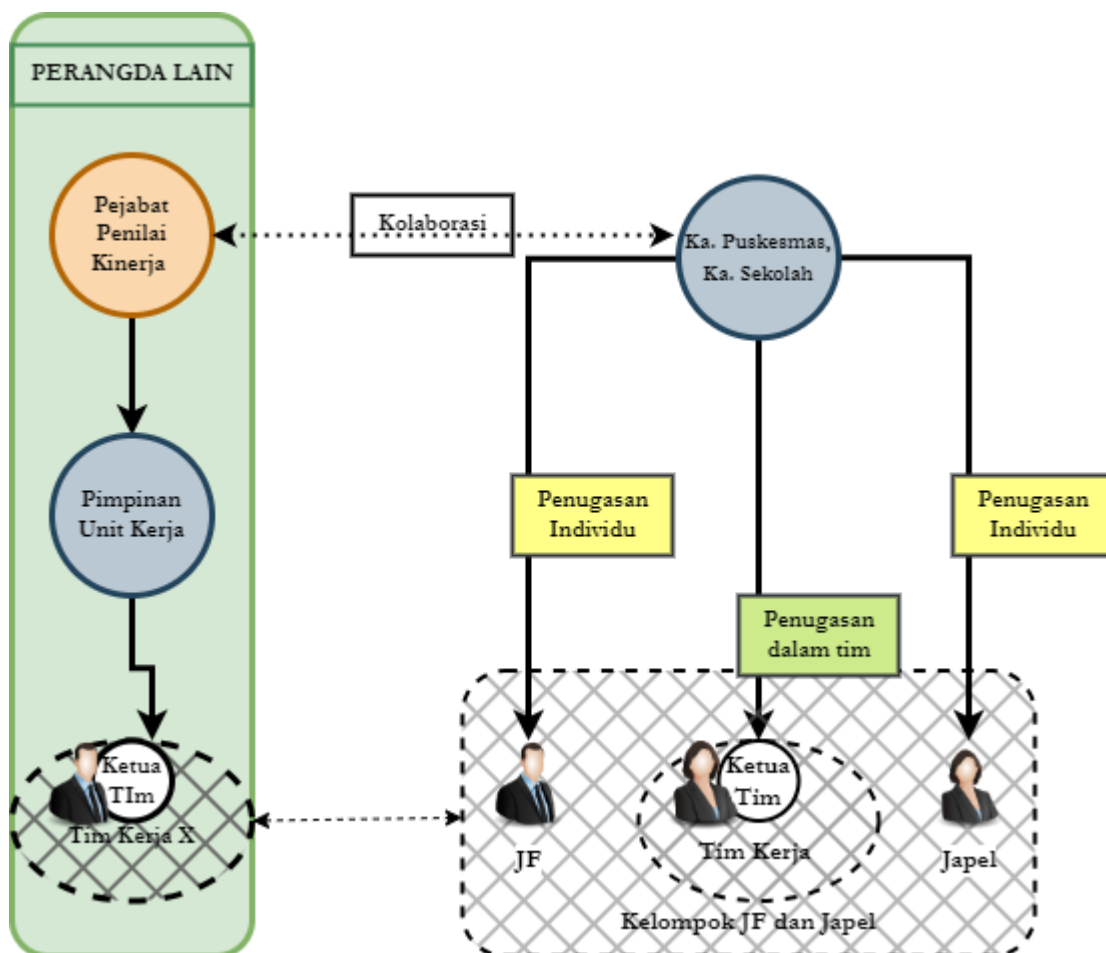 PERANGDA LAIN
Pejabat
Penilai
Kinerja
Kolaborasi
Ka. Puskesmas,
Ka. Sekolah
Pimpinan
Unit Kerja
Penugasan
Individu
Penugasan
Individu
Penugasan
dalam tim
Ketua
TIm
Tim Kerja X
JF
Ketua
Tim
Tim Kerja
Japel
Kelompok JF dan Japel